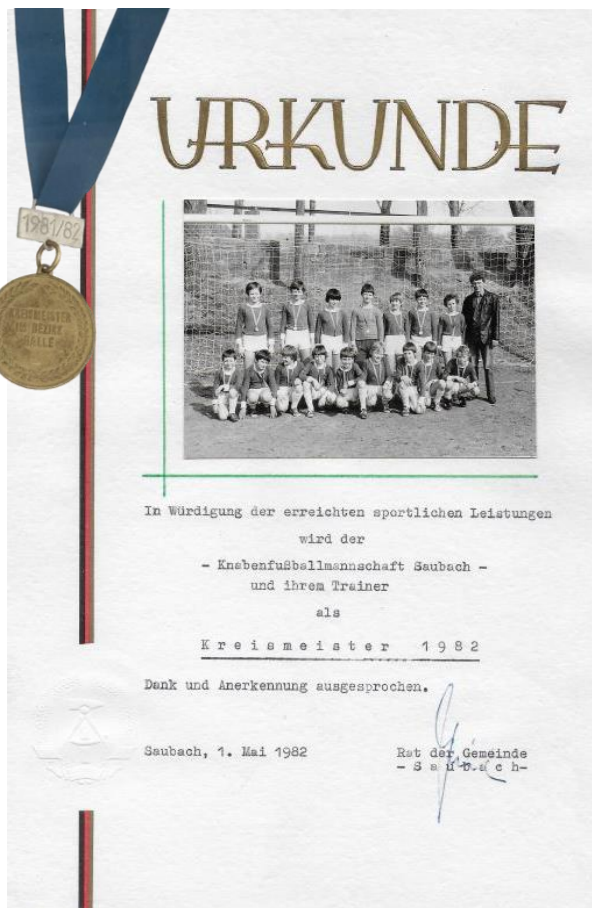 URKUNDE
1981/82
KREISMEISTER
IM BEZIRK
HALLE
In Würdigung der erreichten sportlichen Leistungen
wird der
- Knabenfußballmannschaft Saubach -
und ihrem Trainer
als
Kreismeister 1982
Dank und Anerkennung ausgesprochen.
Saubach, 1. Mai 1982
Rat der Gemeinde
- Saubach-